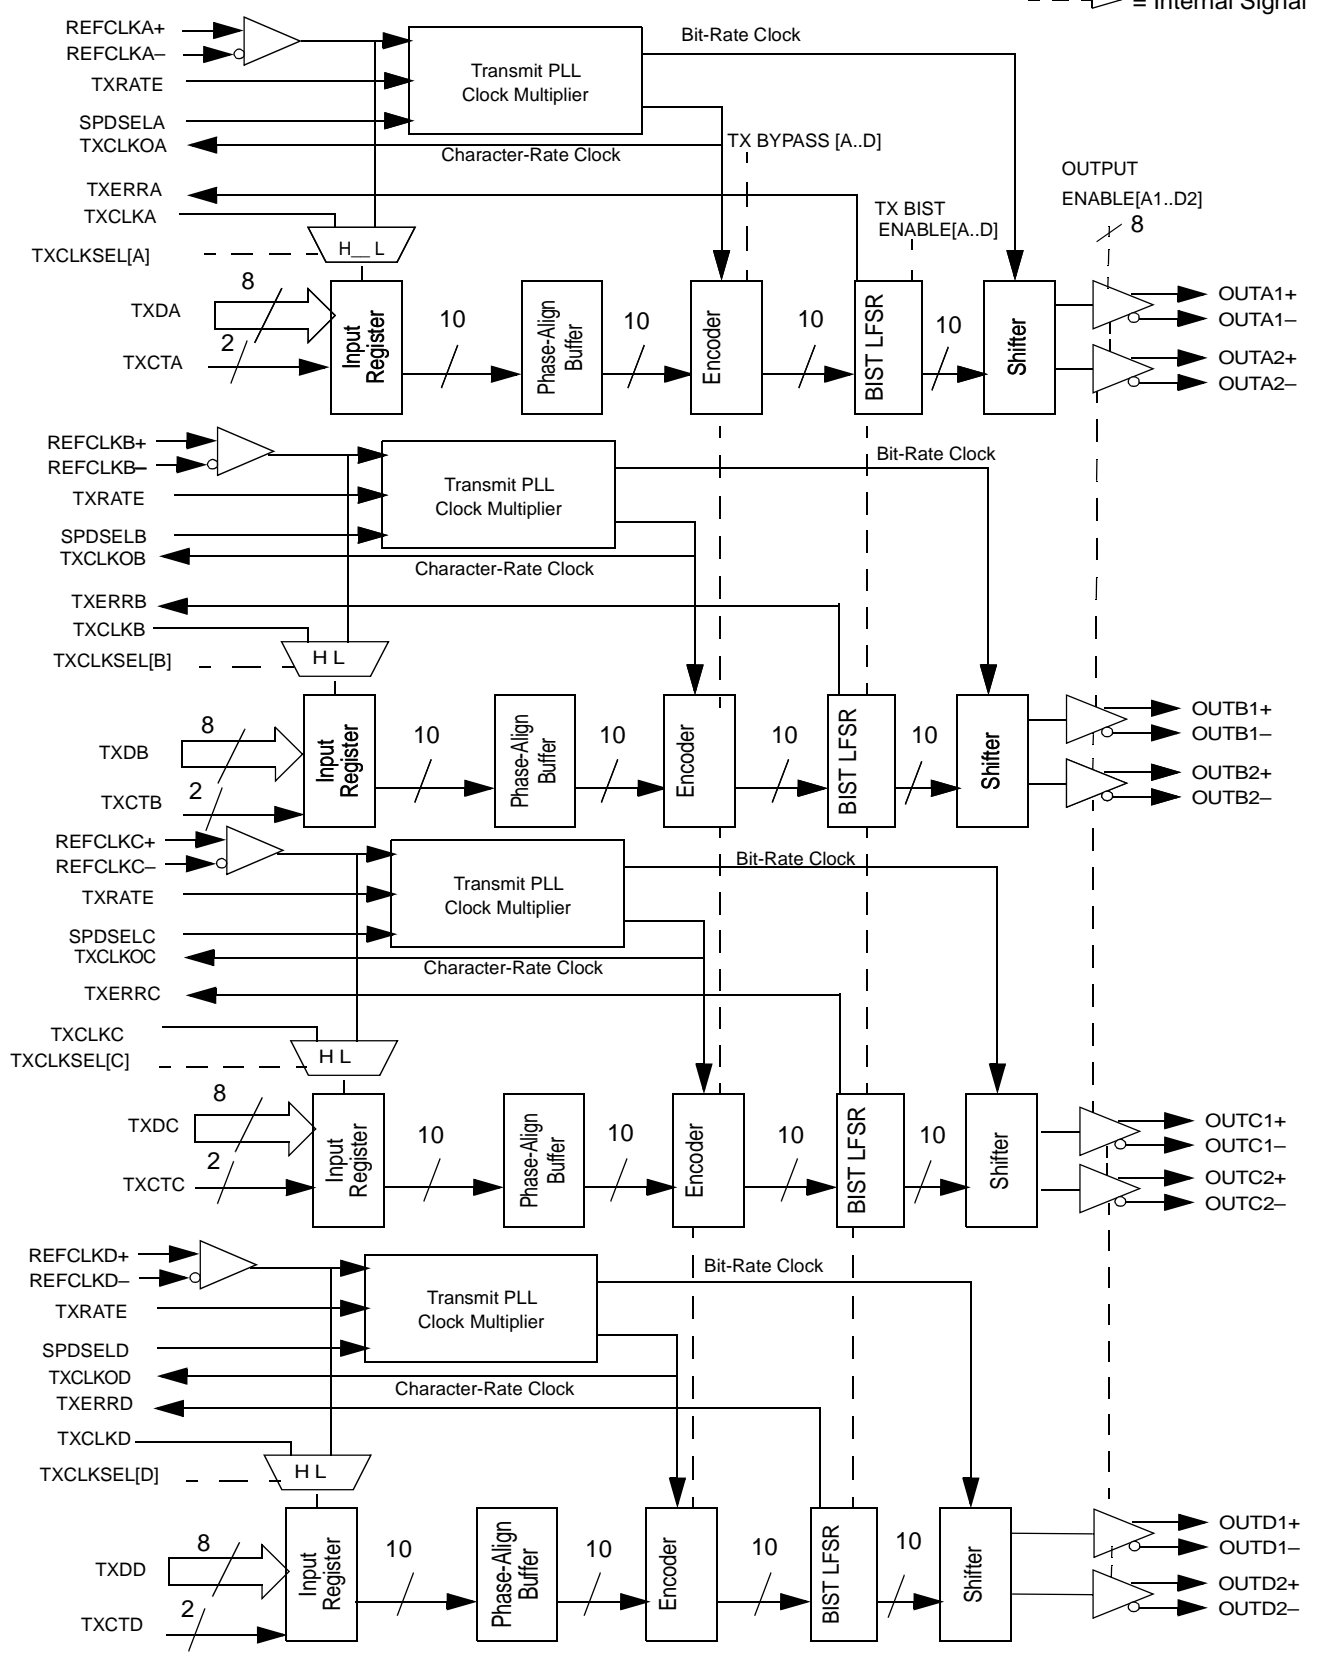 = Internal Signal
REFCLKA+
REFCLKA–
TXRATE
SPDSELA
TXCLKOA
Transmit PLL
Clock Multiplier
Bit-Rate Clock
Character-Rate Clock
TX BYPASS [A..D]
OUTPUT
ENABLE[A1..D2]
8
TXERRA
TXCLKA
TX BIST
ENABLE[A..D]
TXCLKSEL[A]
H__ L
TXDA
8
2
TXCTA
Input
Register
10
Phase-Align
Buffer
10
Encoder
10
BIST LFSR
10
Shifter
OUTA1+
OUTA1–
OUTA2+
OUTA2–
REFCLKB+
REFCLKB–
TXRATE
SPDSELB
TXCLKOB
Transmit PLL
Clock Multiplier
Bit-Rate Clock
Character-Rate Clock
TXERRB
TXCLKB
TXCLKSEL[B]
H L
TXDB
8
2
TXCTB
Input
Register
10
Phase-Align
Buffer
10
Encoder
10
BIST LFSR
10
Shifter
OUTB1+
OUTB1–
OUTB2+
OUTB2–
REFCLKC+
REFCLKC–
TXRATE
SPDSELC
TXCLKOC
Transmit PLL
Clock Multiplier
Bit-Rate Clock
Character-Rate Clock
TXERRC
TXCLKC
TXCLKSEL[C]
H L
TXDC
8
2
TXCTC
Input
Register
10
Phase-Align
Buffer
10
Encoder
10
BIST LFSR
10
Shifter
OUTC1+
OUTC1–
OUTC2+
OUTC2–
REFCLKD+
REFCLKD–
TXRATE
SPDSELD
TXCLKOD
Transmit PLL
Clock Multiplier
Bit-Rate Clock
Character-Rate Clock
TXERRD
TXCLKD
TXCLKSEL[D]
H L
TXDD
8
2
TXCTD
Input
Register
10
Phase-Align
Buffer
10
Encoder
10
BIST LFSR
10
Shifter
OUTD1+
OUTD1–
OUTD2+
OUTD2–